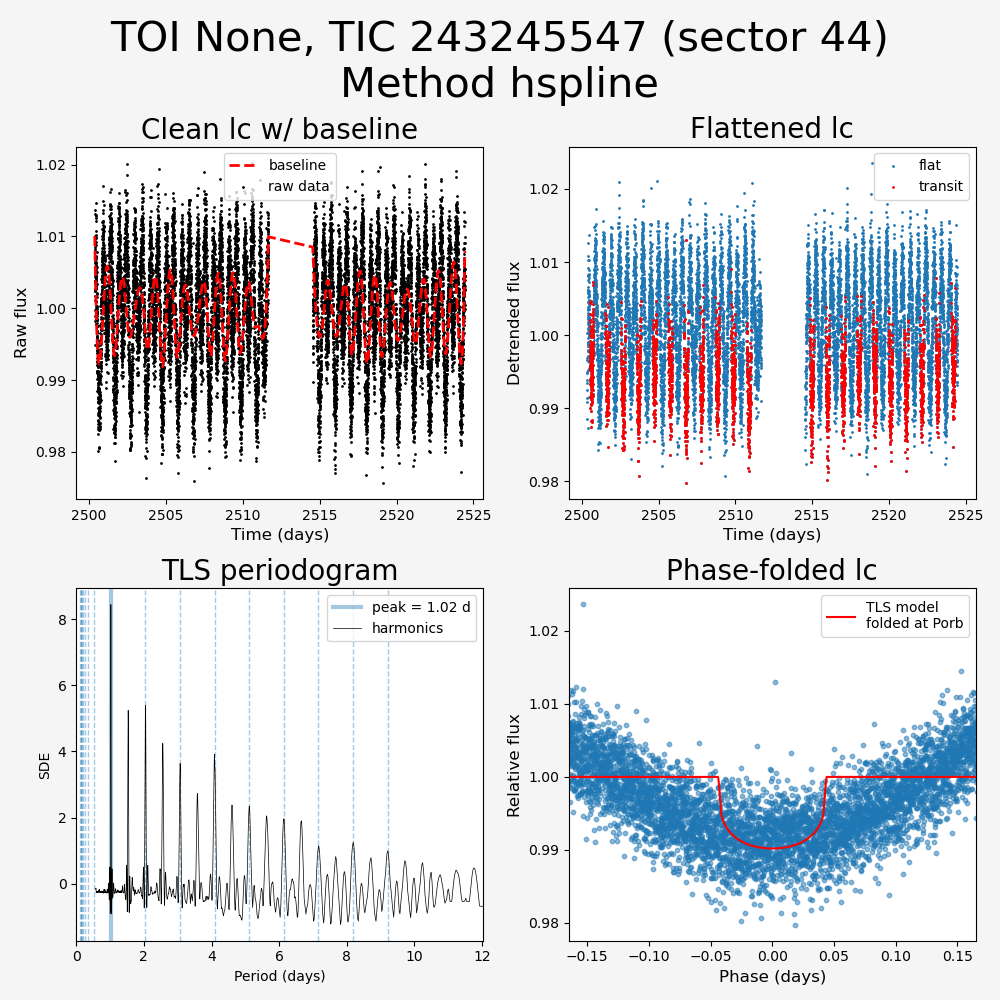 TOI None, TIC 243245547 (sector 44)
Method hspline
Clean lc w/ baseline
baseline
raw data
1.02
1.01
1.00
0.99
0.98
Raw flux
2500
2505
2510
2515
2520
2525
Time (days)
Flattened lc
flat
transit
1.02
1.01
1.00
0.99
0.98
Detrended flux
2500
2505
2510
2515
2520
2525
Time (days)
TLS periodogram
peak = 1.02 d
harmonics
8
6
4
2
0
SDE
0
2
4
6
8
10
12
Period (days)
Phase-folded lc
TLS model
folded at Porb
1.02
1.01
1.00
0.99
0.98
Relative flux
−0.15
−0.10
−0.05
0.00
0.05
0.10
0.15
Phase (days)